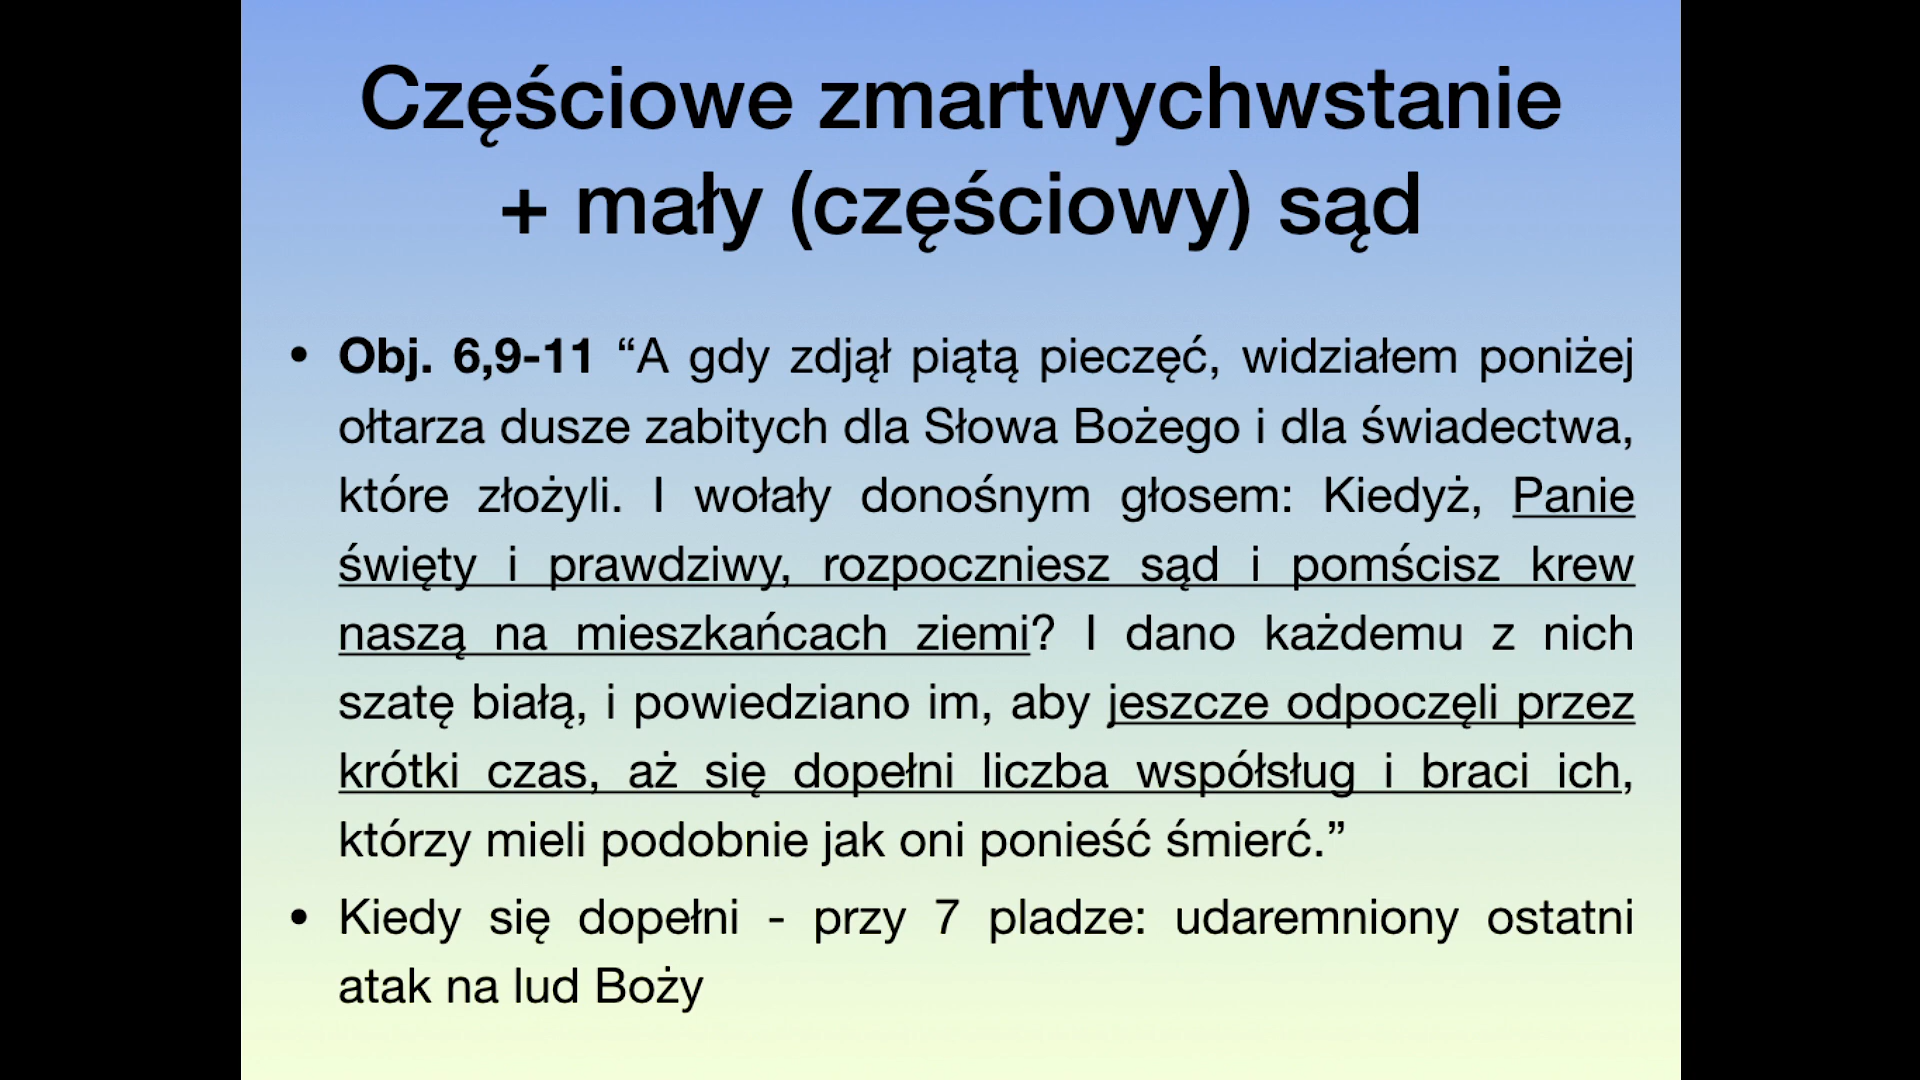 Częściowe zmartwychwstanie
+ mały (częściowy) sąd
• Obj. 6,9-11 “A gdy zdjął piątą pieczęć, widziałem poniżej
ołtarza dusze zabitych dla Słowa Bożego i dla świadectwa,
które złożyli. I wołały donośnym głosem: Kiedyż, Panie
święty i prawdziwy, rozpoczniesz sąd i pomścisz krew
naszą na mieszkańcach ziemi? I dano każdemu z nich
szatę białą, i powiedziano im, aby jeszcze odpoczęli przez
krótki czas, aż się dopełni liczba współsług i braci ich,
którzy mieli podobnie jak oni ponieść śmierć.”
• Kiedy się dopełni - przy 7 pladze: udaremniony ostatni
atak na lud Boży